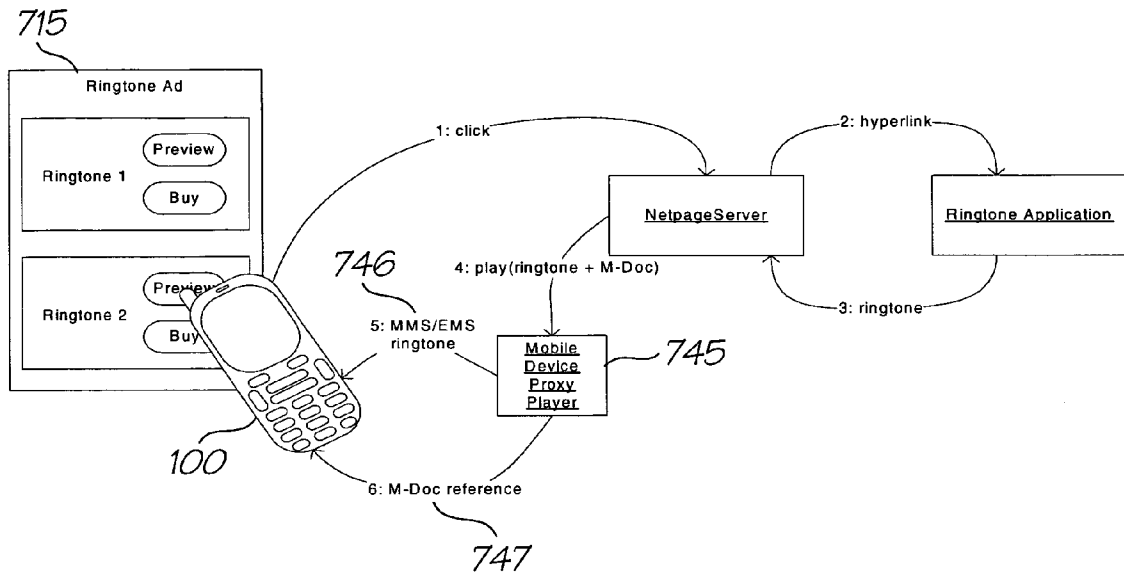 715
Ringtone Ad
Ringtone 1
Preview
Buy
Ringtone 2
Preview
Buy
100
1: click
2: hyperlink
NetpageServer
Ringtone Application
3: ringtone
4: play(ringtone + M-Doc)
746
5: MMS/EMS
ringtone
Mobile
Device
Proxy
Player
745
6: M-Doc reference
747